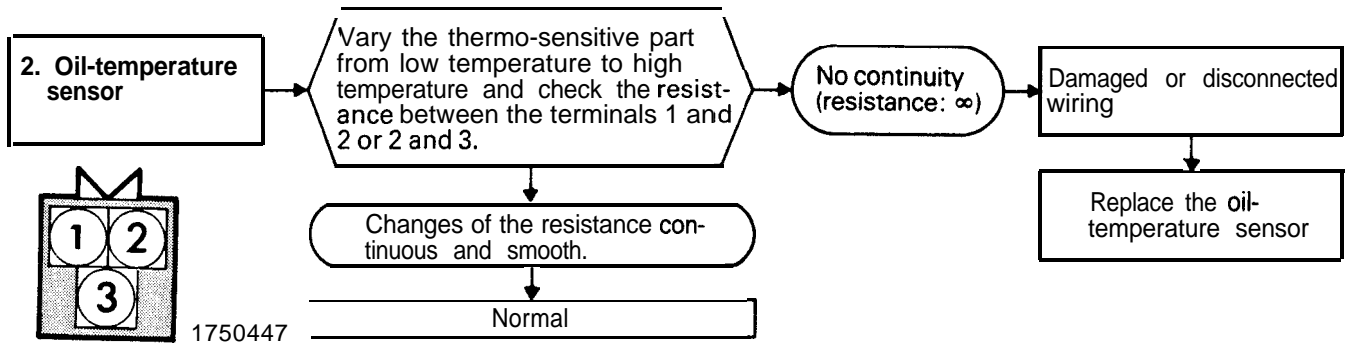 2. Oil-temperature
sensor
Vary the thermo-sensitive part
from low temperature to high
temperature and check the resist-
ance between the terminals 1 and
2 or 2 and 3.
No continuity
(resistance: ∞)
Damaged or disconnected
wiring
Replace the oil-
temperature sensor
Changes of the resistance con-
tinuous and smooth.
Normal
1
2
3
1750447